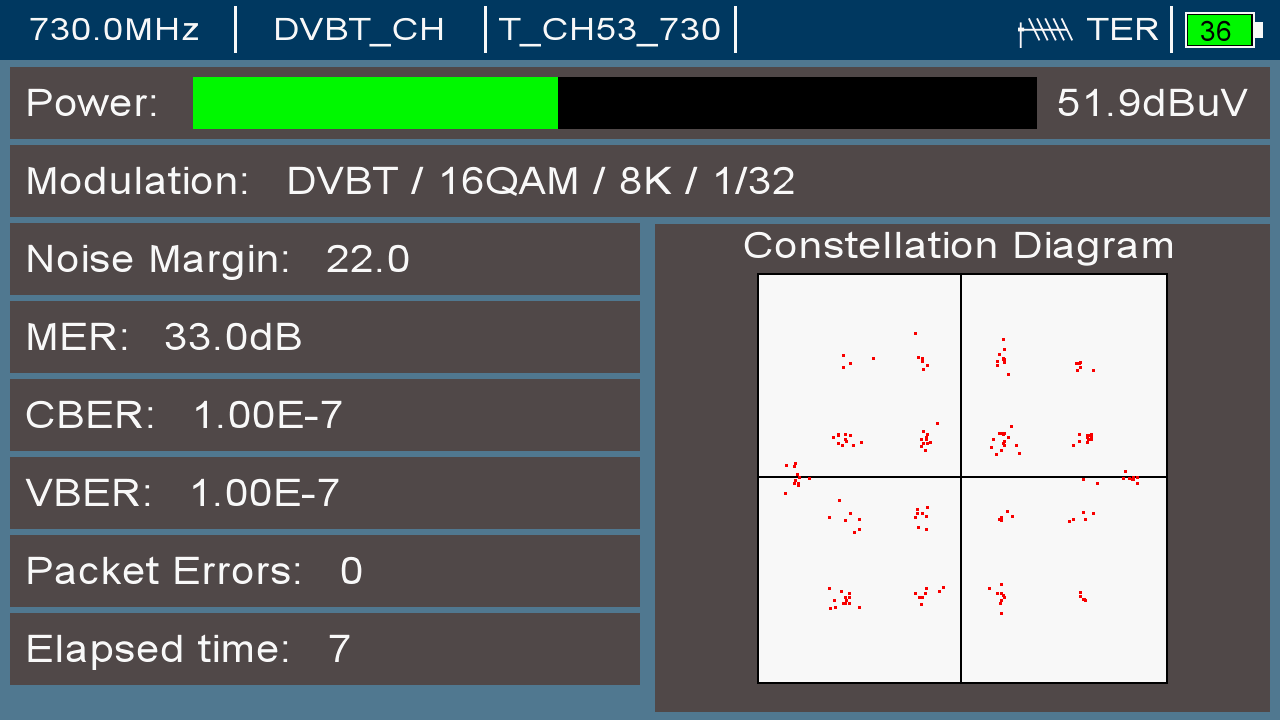 730.0MHz DVBT_CH T_CH53_730 TER 36
Power: 51.9dBuV
Modulation: DVBT / 16QAM / 8K / 1/32
Noise Margin: 22.0
Constellation Diagram
MER: 33.0dB
CBER: 1.00E-7
VBER: 1.00E-7
Packet Errors: 0
Elapsed time: 7